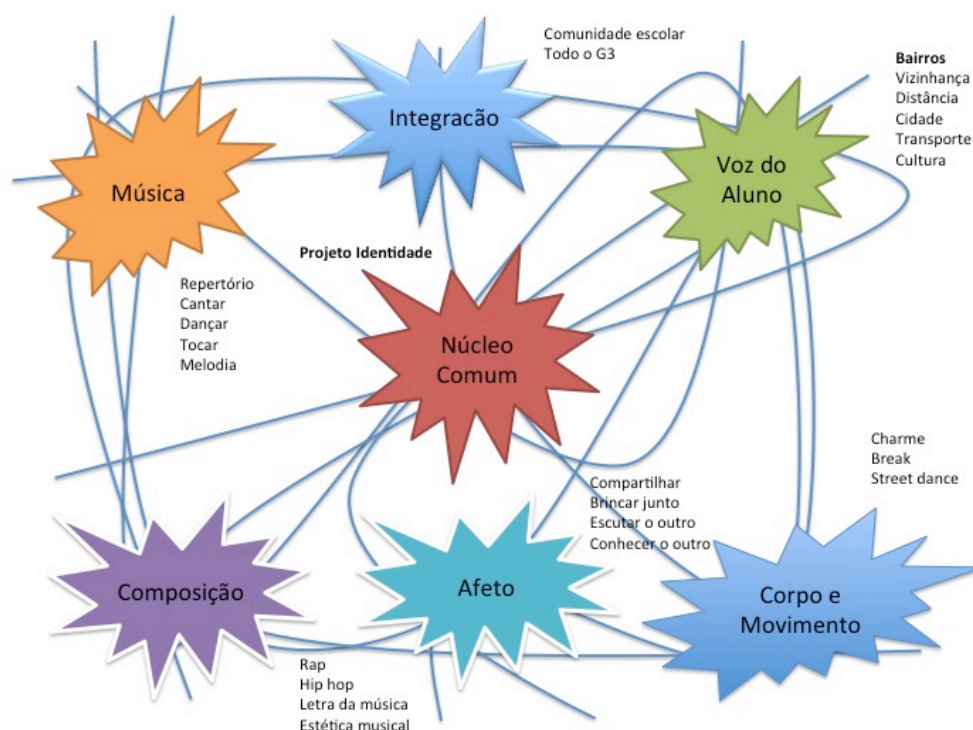 Comunidade escolar
Todo o G3
Integracão
Bairros
Vizinhança
Distância
Cidade
Transporte
Cultura
Voz do
Aluno
Música
Projeto Identidade
Repertório
Cantar
Dançar
Tocar
Melodia
Núcleo
Comum
Charme
Break
Street dance
Compartilhar
Brincar junto
Escutar o outro
Conhecer o outro
Composição
Afeto
Corpo e
Movimento
Rap
Hip hop
Letra da música
Estética musical